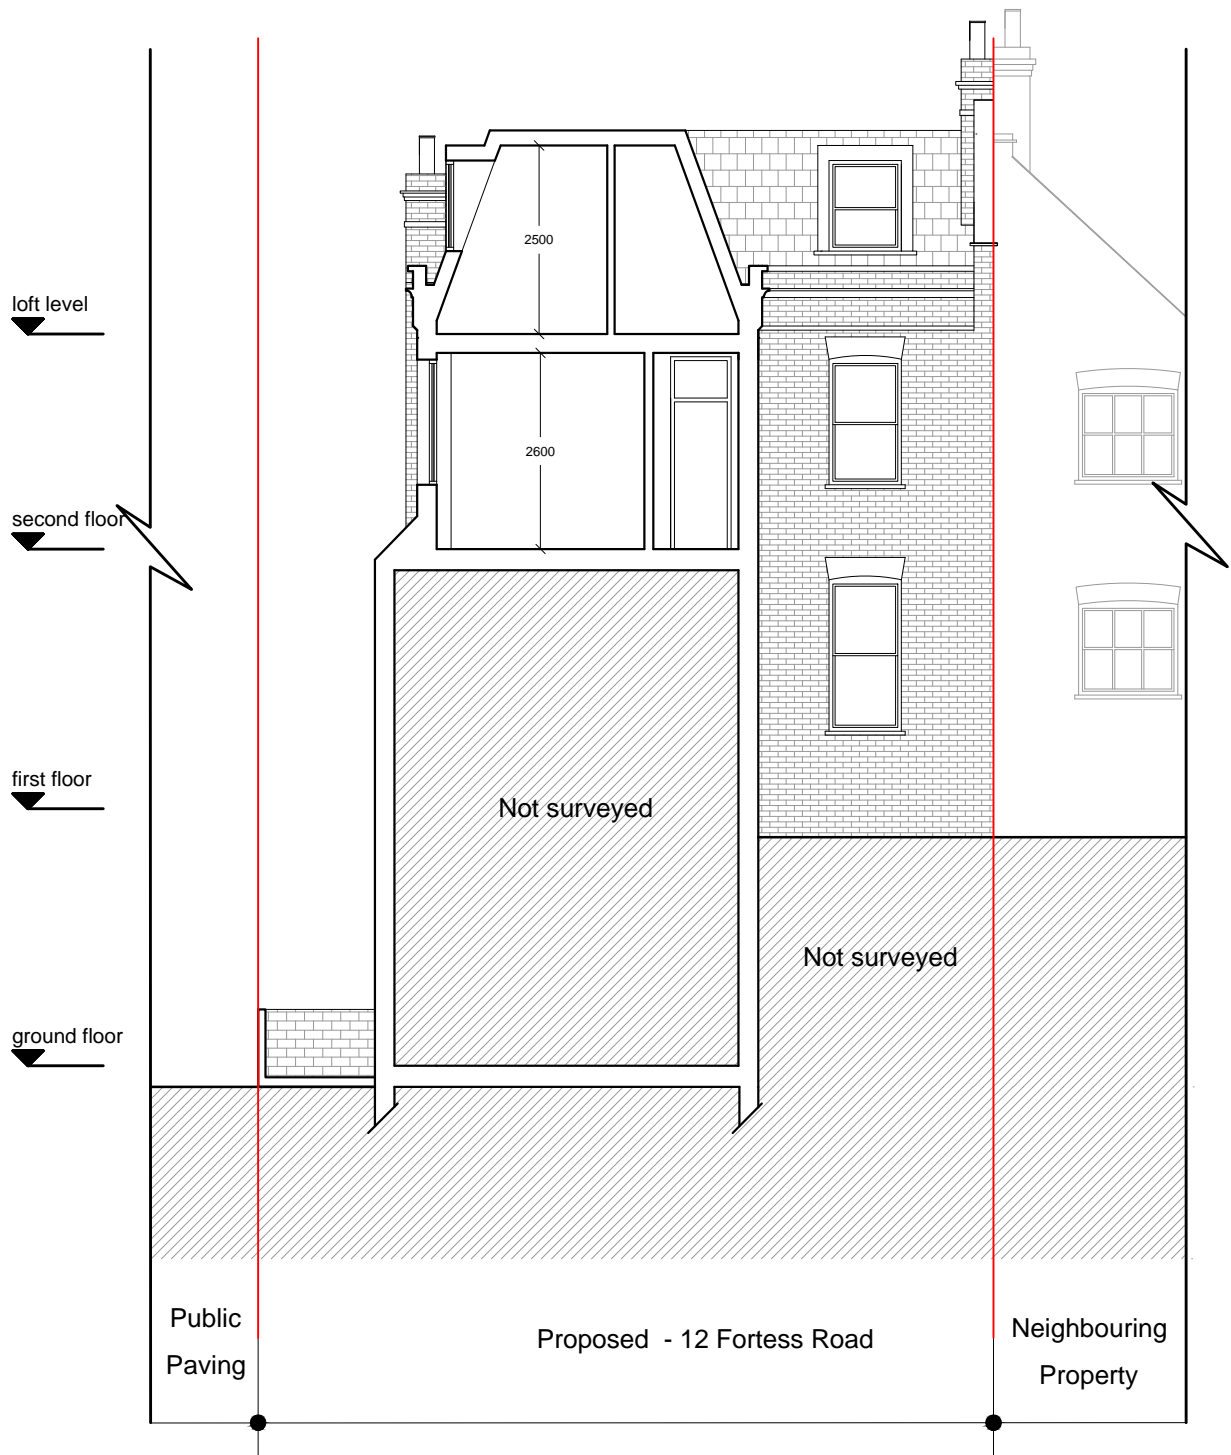 2500
loft level
2600
second floor
first floor
Not surveyed
Not surveyed
ground floor
Public
Paving
Proposed - 12 Fortess Road
Neighbouring
Property